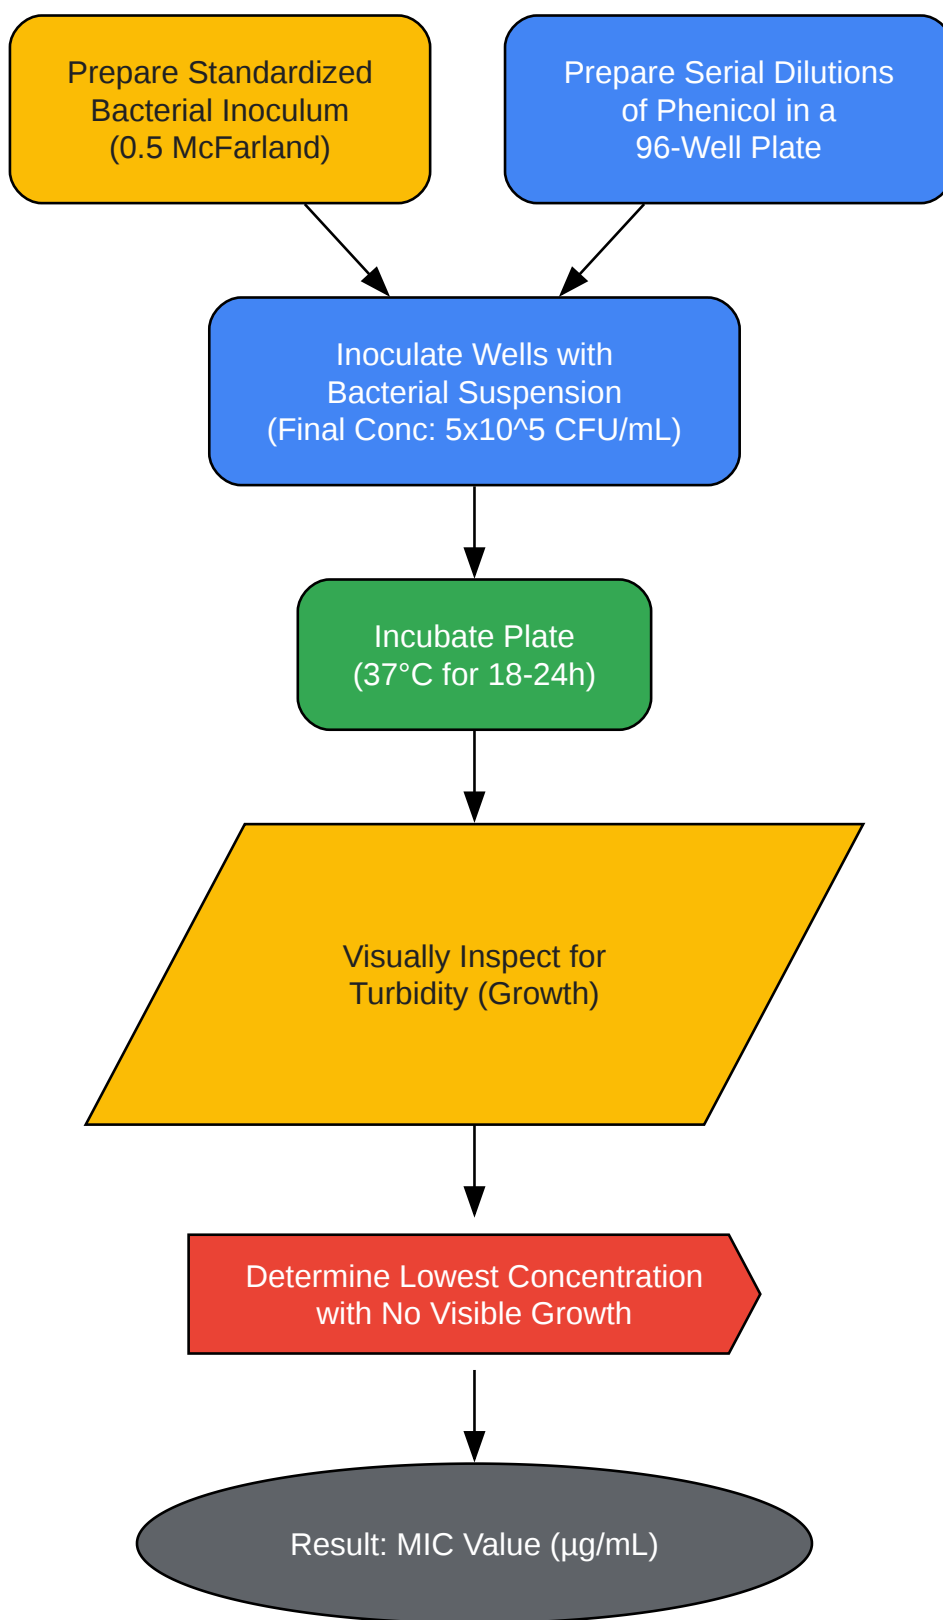 Prepare Standardized
Bacterial Inoculum
(0.5 McFarland)
Prepare Serial Dilutions
of Phenicol in a
96-Well Plate
Inoculate Wells with
Bacterial Suspension
(Final Conc: 5x10^5 CFU/mL)
Incubate Plate
(37°C for 18-24h)
Visually Inspect for
Turbidity (Growth)
Determine Lowest Concentration
with No Visible Growth
Result: MIC Value (µg/mL)